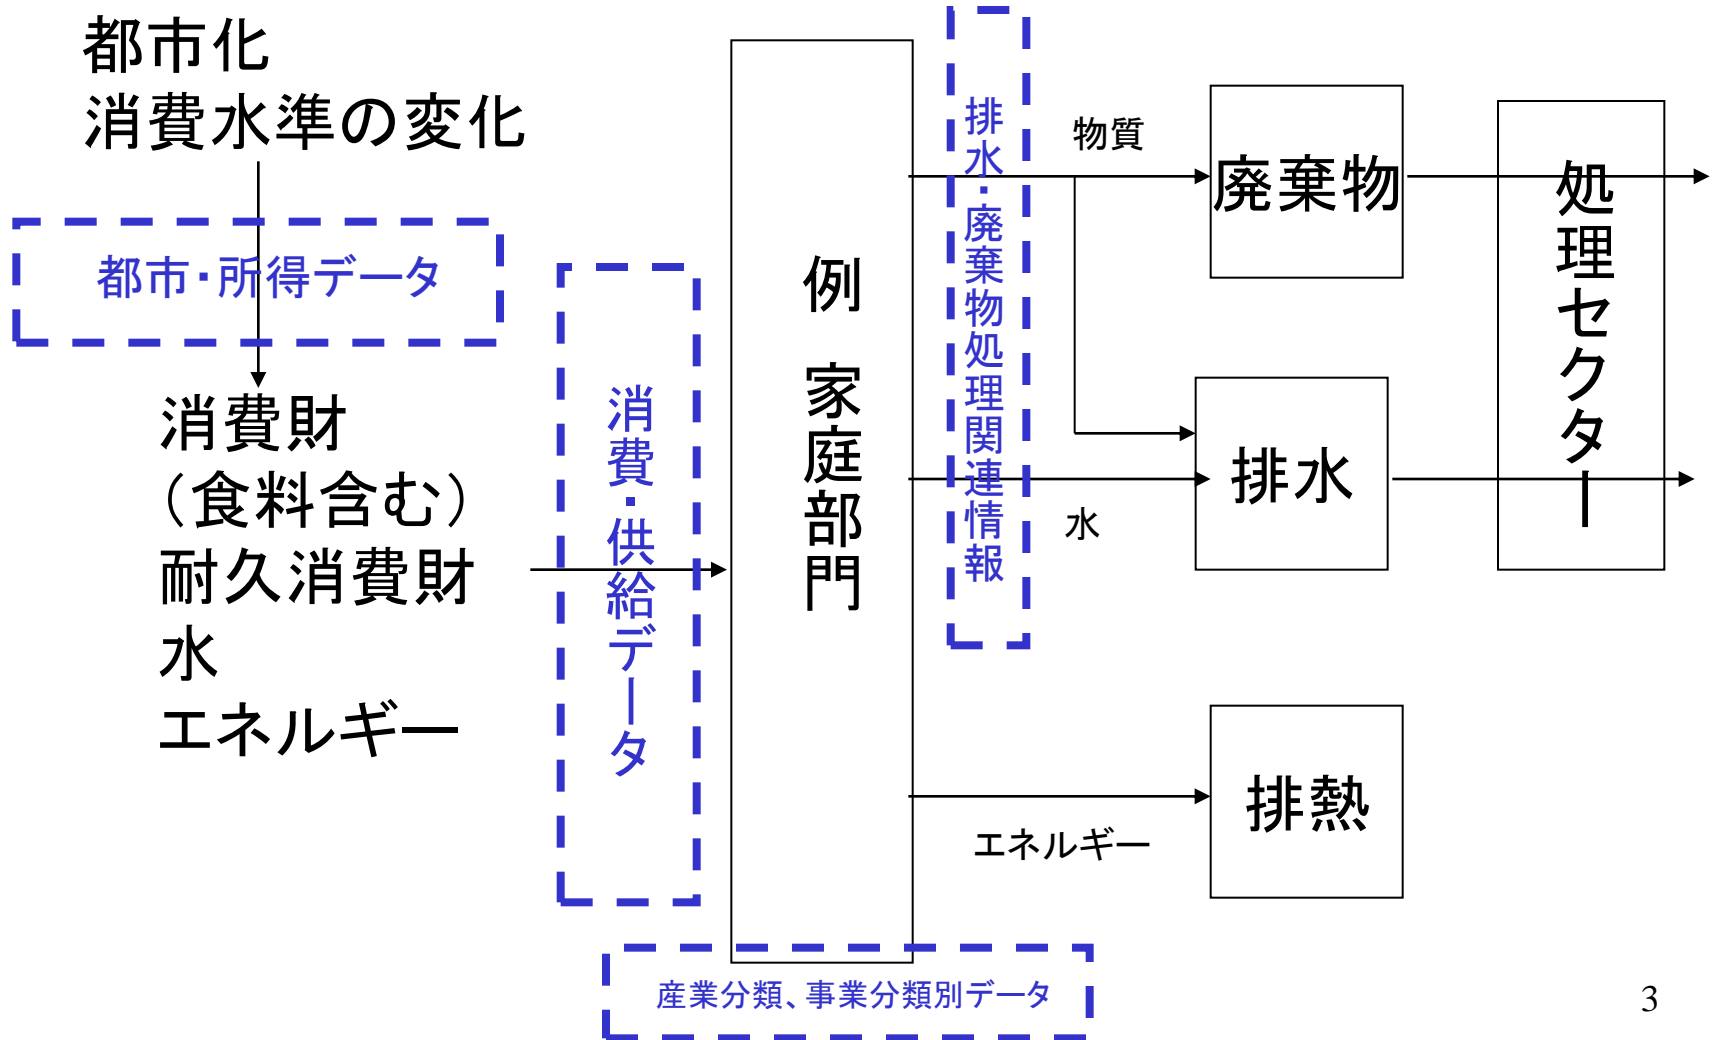 都市化
消費水準の変化
都市・所得データ
消費財
（食料含む）
耐久消費財
水
エネルギー
消費・供給データ
例　家庭部門
排水・廃棄物処理関連情報
物質
水
エネルギー
廃棄物
排水
排熱
処理セクター
産業分類、事業分類別データ
3